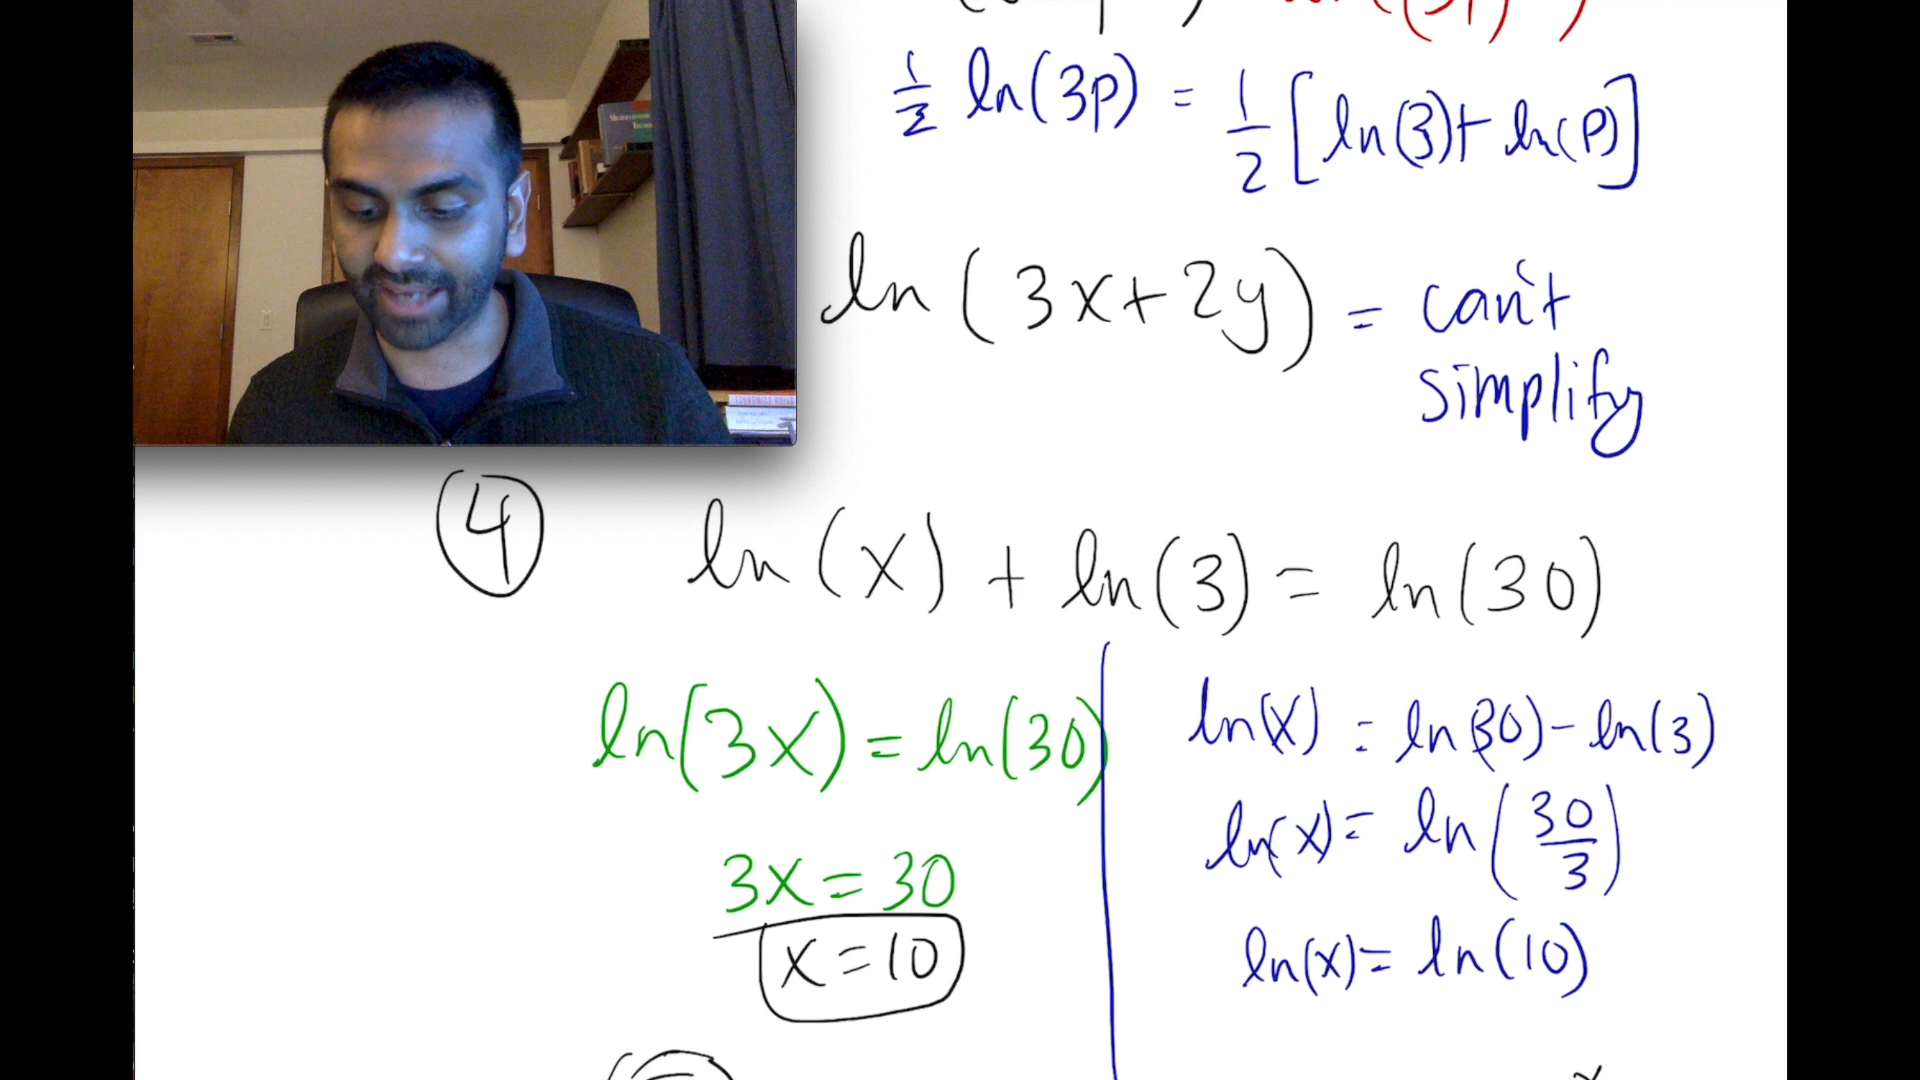 ½ ln(3p) = 1/2 [ln(3) + ln(p)]
ln(3x+2y) = can't
simplify
④ ln(x) + ln(3) = ln(30)
ln(3x) = ln(30)
3x = 30
x = 10
ln(x) = ln(30) - ln(3)
ln(x) = ln(30/3)
ln(x) = ln(10)